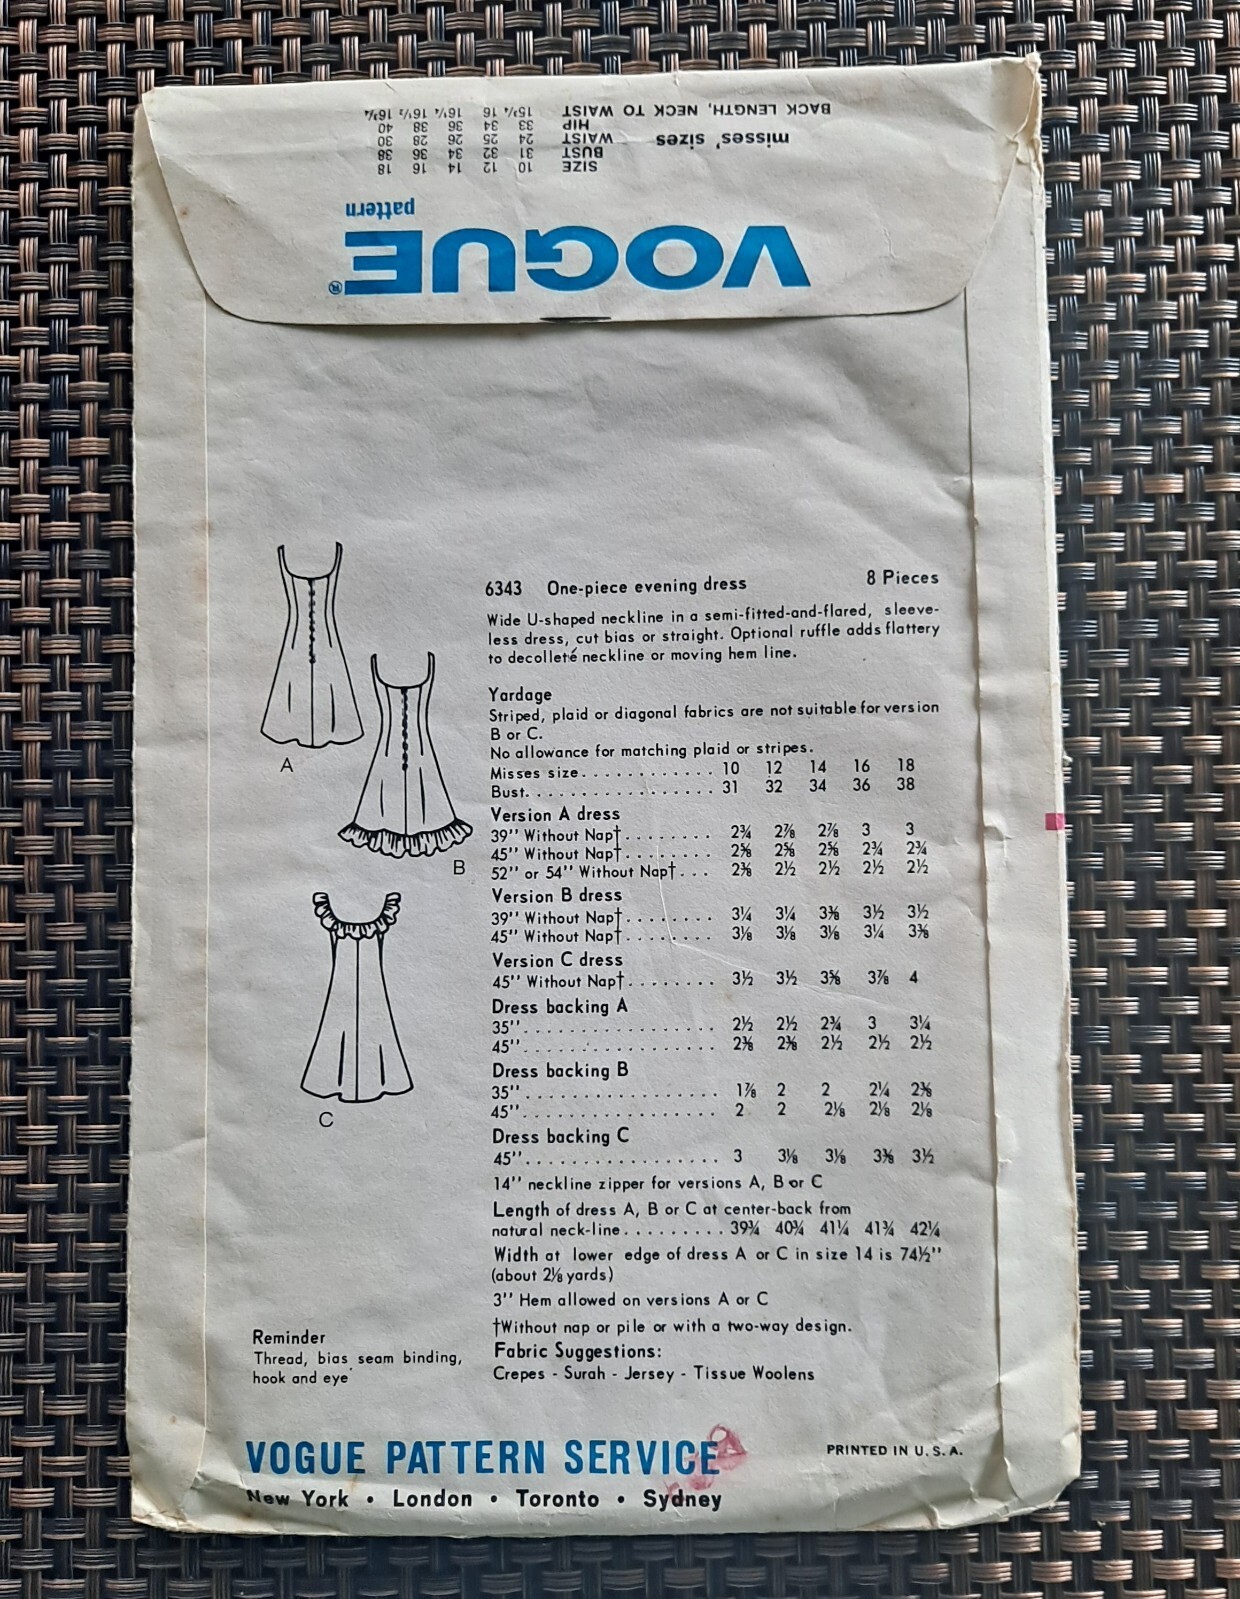 BACK LENGTH, NECK TO WAIST 15¾ 16 16¼ 16½ 16¾
HIP 33 34 36 38 40
misses' sizes WAIST 24 25 26 28 30
BUST 31 32 34 36 38
SIZE 10 12 14 16 18
pattern
VOGUE®
A
B
C
6343 One-piece evening dress 8 Pieces
Wide U-shaped neckline in a semi-fitted-and-flared, sleeve-
less dress, cut bias or straight. Optional ruffle adds flattery
to decolleté neckline or moving hem line.
Yardage
Striped, plaid or diagonal fabrics are not suitable for version
B or C.
No allowance for matching plaid or stripes.
Misses size............ 10 12 14 16 18
Bust................. 31 32 34 36 38
Version A dress
39'' Without Nap†........ 2¾ 2⅞ 2⅞ 3 3
45'' Without Nap†........ 2⅝ 2⅝ 2⅝ 2¾ 2¾
52'' or 54'' Without Nap†... 2⅜ 2½ 2½ 2½ 2½
Version B dress
39'' Without Nap†........ 3¼ 3¼ 3⅜ 3½ 3½
45'' Without Nap†........ 3⅛ 3⅛ 3⅛ 3¼ 3⅜
Version C dress
45'' Without Nap†........ 3½ 3½ 3⅝ 3⅞ 4
Dress backing A
35''................. 2½ 2½ 2¾ 3 3¼
45''................. 2⅜ 2⅜ 2½ 2½ 2½
Dress backing B
35''................. 1⅞ 2 2 2¼ 2⅜
45''................. 2 2 2⅛ 2⅛ 2⅛
Dress backing C
45''................. 3 3⅛ 3⅛ 3⅜ 3½
14'' neckline zipper for versions A, B or C
Length of dress A, B or C at center-back from
natural neck-line.......... 39¾ 40¾ 41¼ 41¾ 42¼
Width at lower edge of dress A or C in size 14 is 74½''
(about 2⅛ yards)
3'' Hem allowed on versions A or C
†Without nap or pile or with a two-way design.
Fabric Suggestions:
Crepes - Surah - Jersey - Tissue Woolens
Reminder
Thread, bias seam binding,
hook and eye
VOGUE PATTERN SERVICE
New York • London • Toronto • Sydney
PRINTED IN U.S.A.